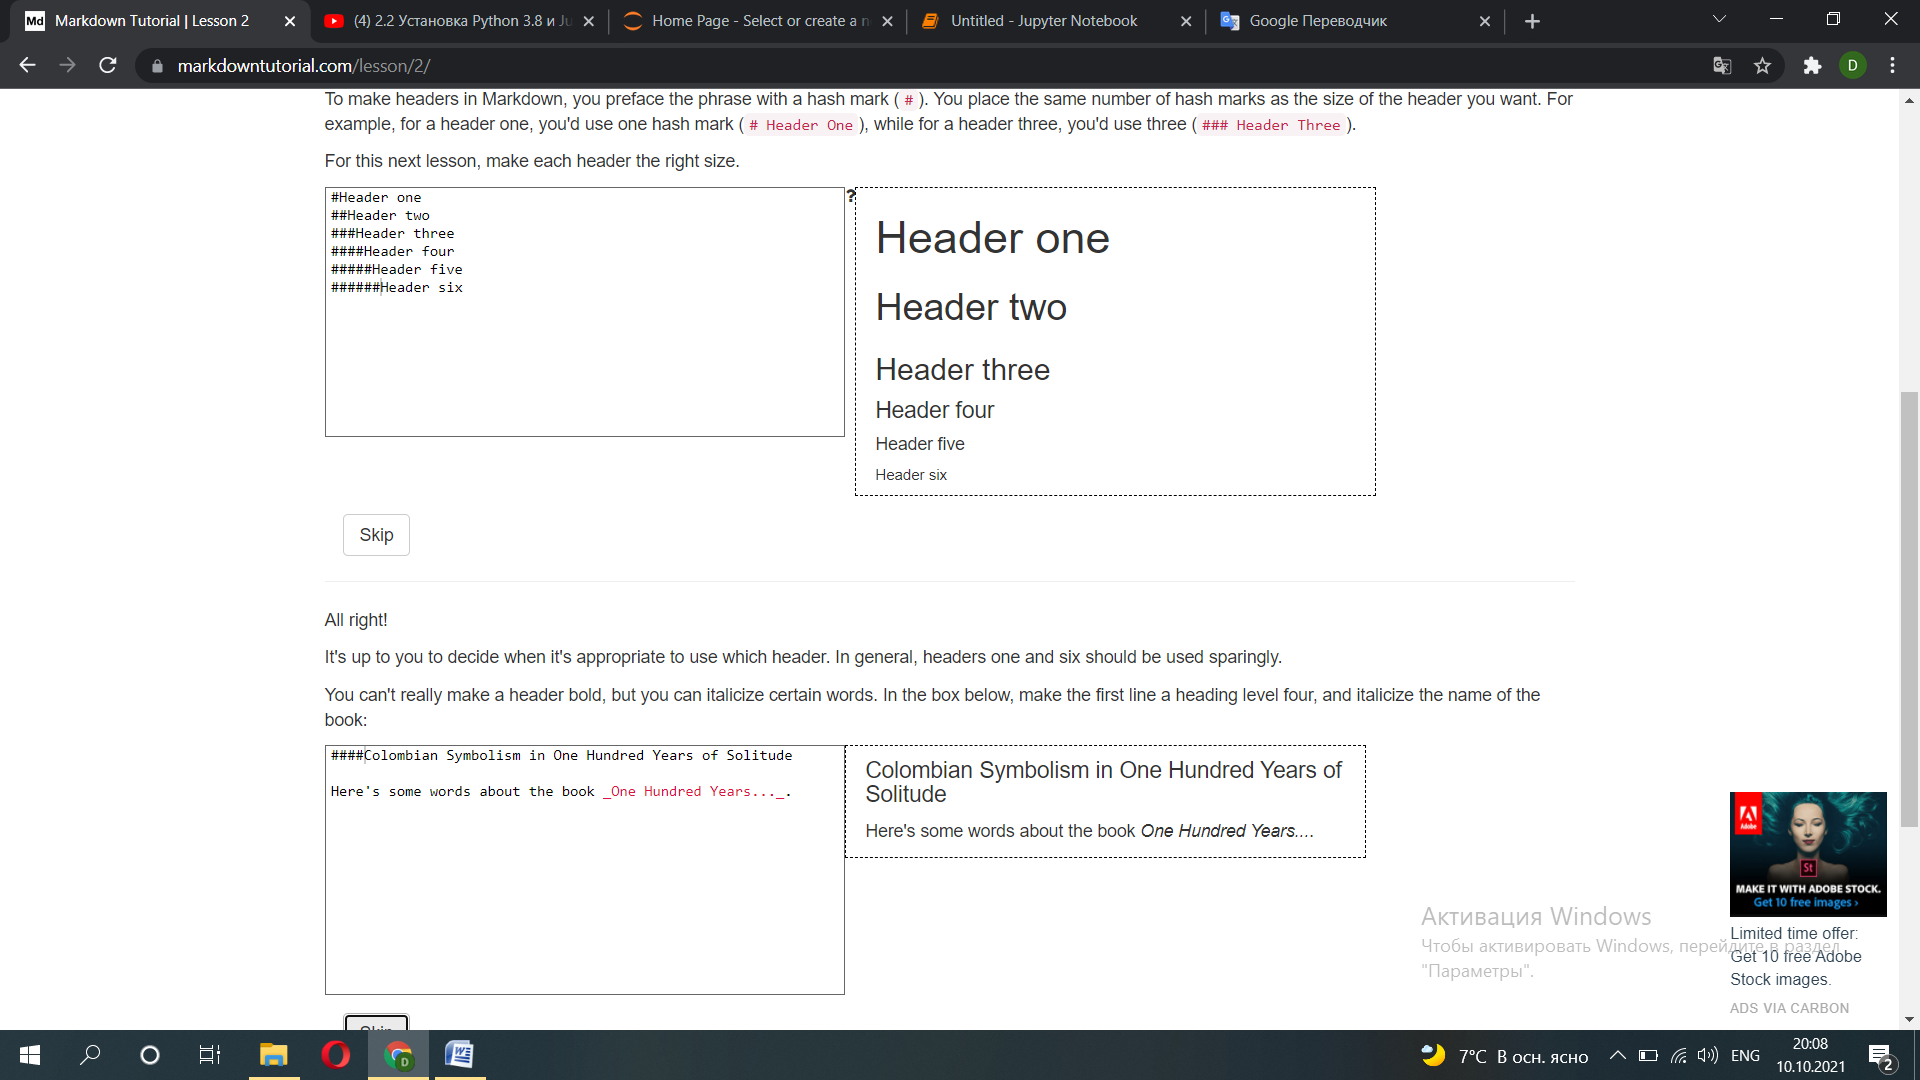 Md Markdown Tutorial | Lesson 2
(4) 2.2 Установка Python 3.8 и Ju
Home Page - Select or create a n
Untitled - Jupyter Notebook
Google Переводчик
markdowntutorial.com/lesson/2/
D
To make headers in Markdown, you preface the phrase with a hash mark ( # ). You place the same number of hash marks as the size of the header you want. For
example, for a header one, you'd use one hash mark ( # Header One ), while for a header three, you'd use three ( ### Header Three ).
For this next lesson, make each header the right size.
#Header one
##Header two
###Header three
####Header four
#####Header five
######Header six
?
Header one
Header two
Header three
Header four
Header five
Header six
Skip
All right!
It's up to you to decide when it's appropriate to use which header. In general, headers one and six should be used sparingly.
You can't really make a header bold, but you can italicize certain words. In the box below, make the first line a heading level four, and italicize the name of the
book:
####Colombian Symbolism in One Hundred Years of Solitude
Here's some words about the book _One Hundred Years..._.
Colombian Symbolism in One Hundred Years of
Solitude
Here's some words about the book One Hundred Years....
Skip
Adobe
St
MAKE IT WITH ADOBE STOCK.
Get 10 free images ›
Limited time offer:
Get 10 free Adobe
Stock images.
ADS VIA CARBON
Активация Windows
Чтобы активировать Windows, перейдите в раздел
"Параметры".
D
W
7°C В осн. ясно
ENG
20:08
10.10.2021
2